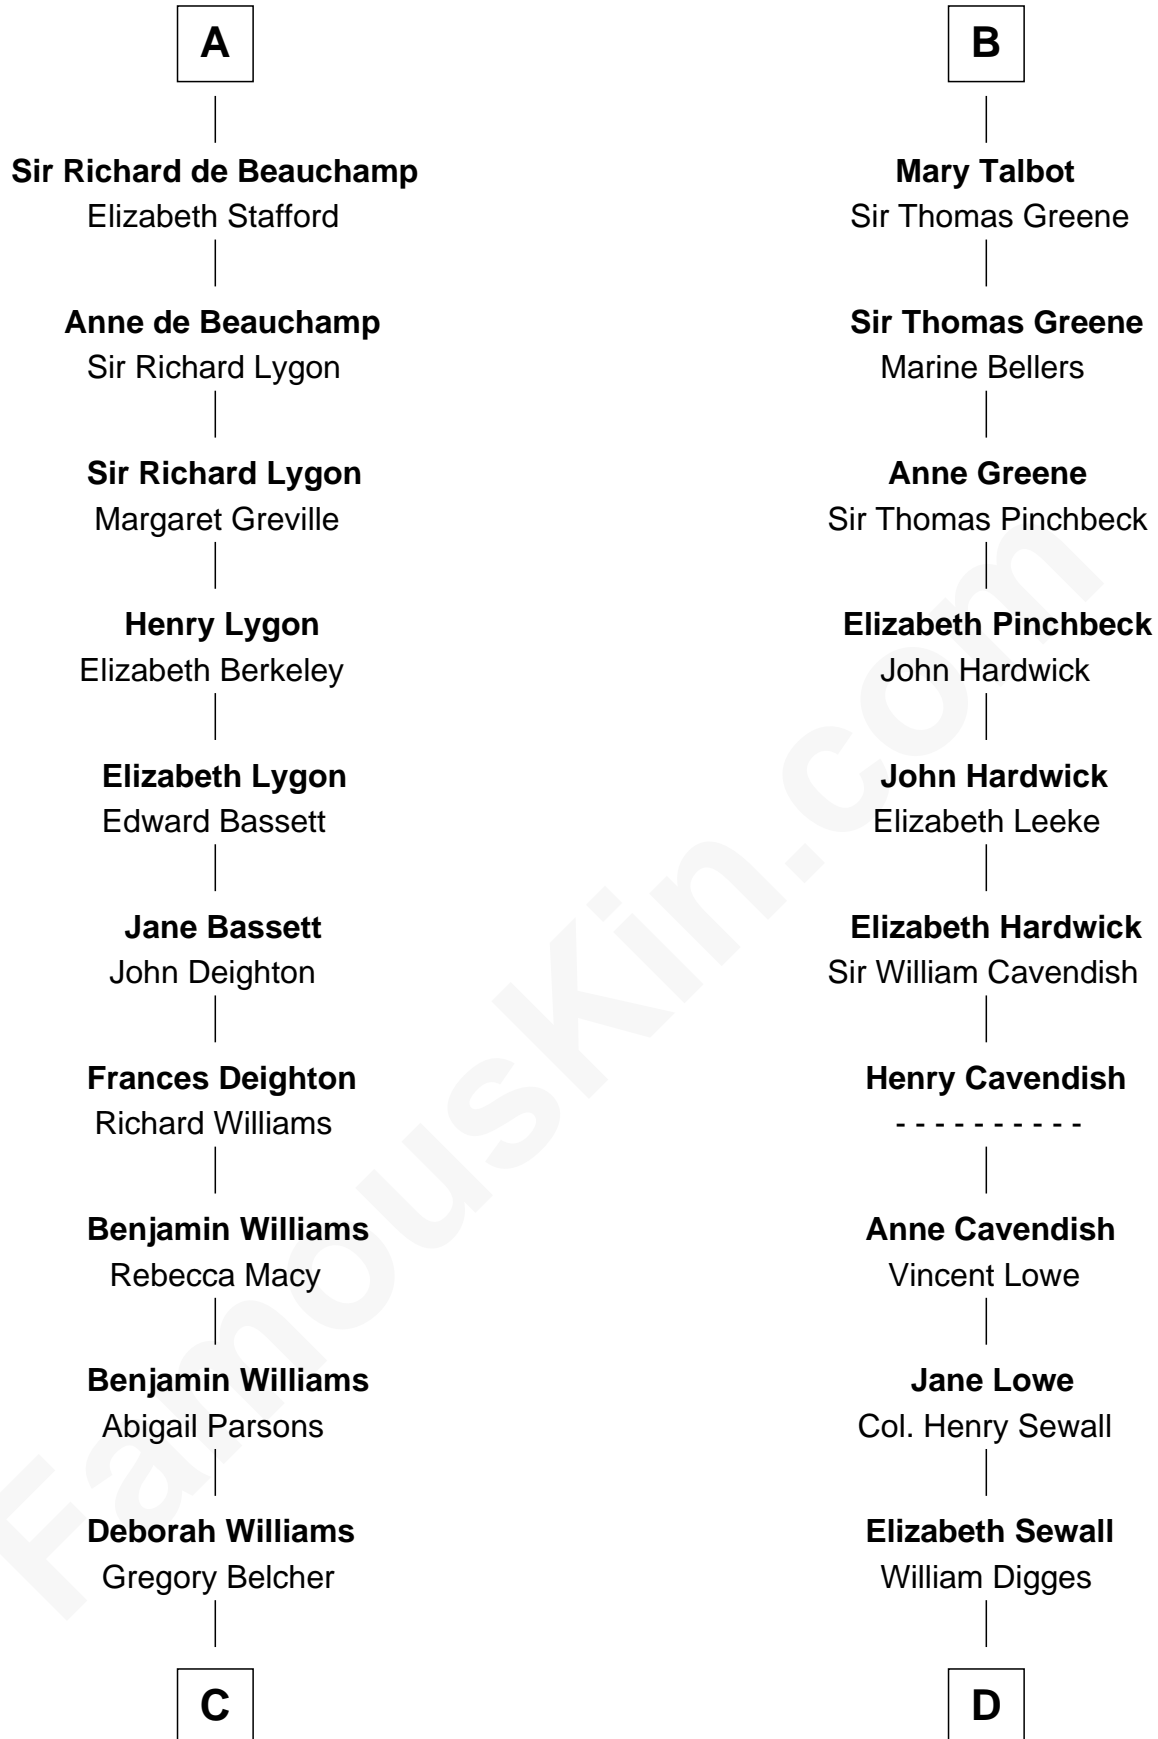 A
Sir Richard de Beauchamp
Elizabeth Stafford
Anne de Beauchamp
Sir Richard Lygon
Sir Richard Lygon
Margaret Greville
Henry Lygon
Elizabeth Berkeley
Elizabeth Lygon
Edward Bassett
Jane Bassett
John Deighton
Frances Deighton
Richard Williams
Benjamin Williams
Rebecca Macy
Benjamin Williams
Abigail Parsons
Deborah Williams
Gregory Belcher
C
B
Mary Talbot
Sir Thomas Greene
Sir Thomas Greene
Marine Bellers
Anne Greene
Sir Thomas Pinchbeck
Elizabeth Pinchbeck
John Hardwick
John Hardwick
Elizabeth Leeke
Elizabeth Hardwick
Sir William Cavendish
Henry Cavendish
- - - - - - - - - -
Anne Cavendish
Vincent Lowe
Jane Lowe
Col. Henry Sewall
Elizabeth Sewall
William Digges
D
FamousKin.com